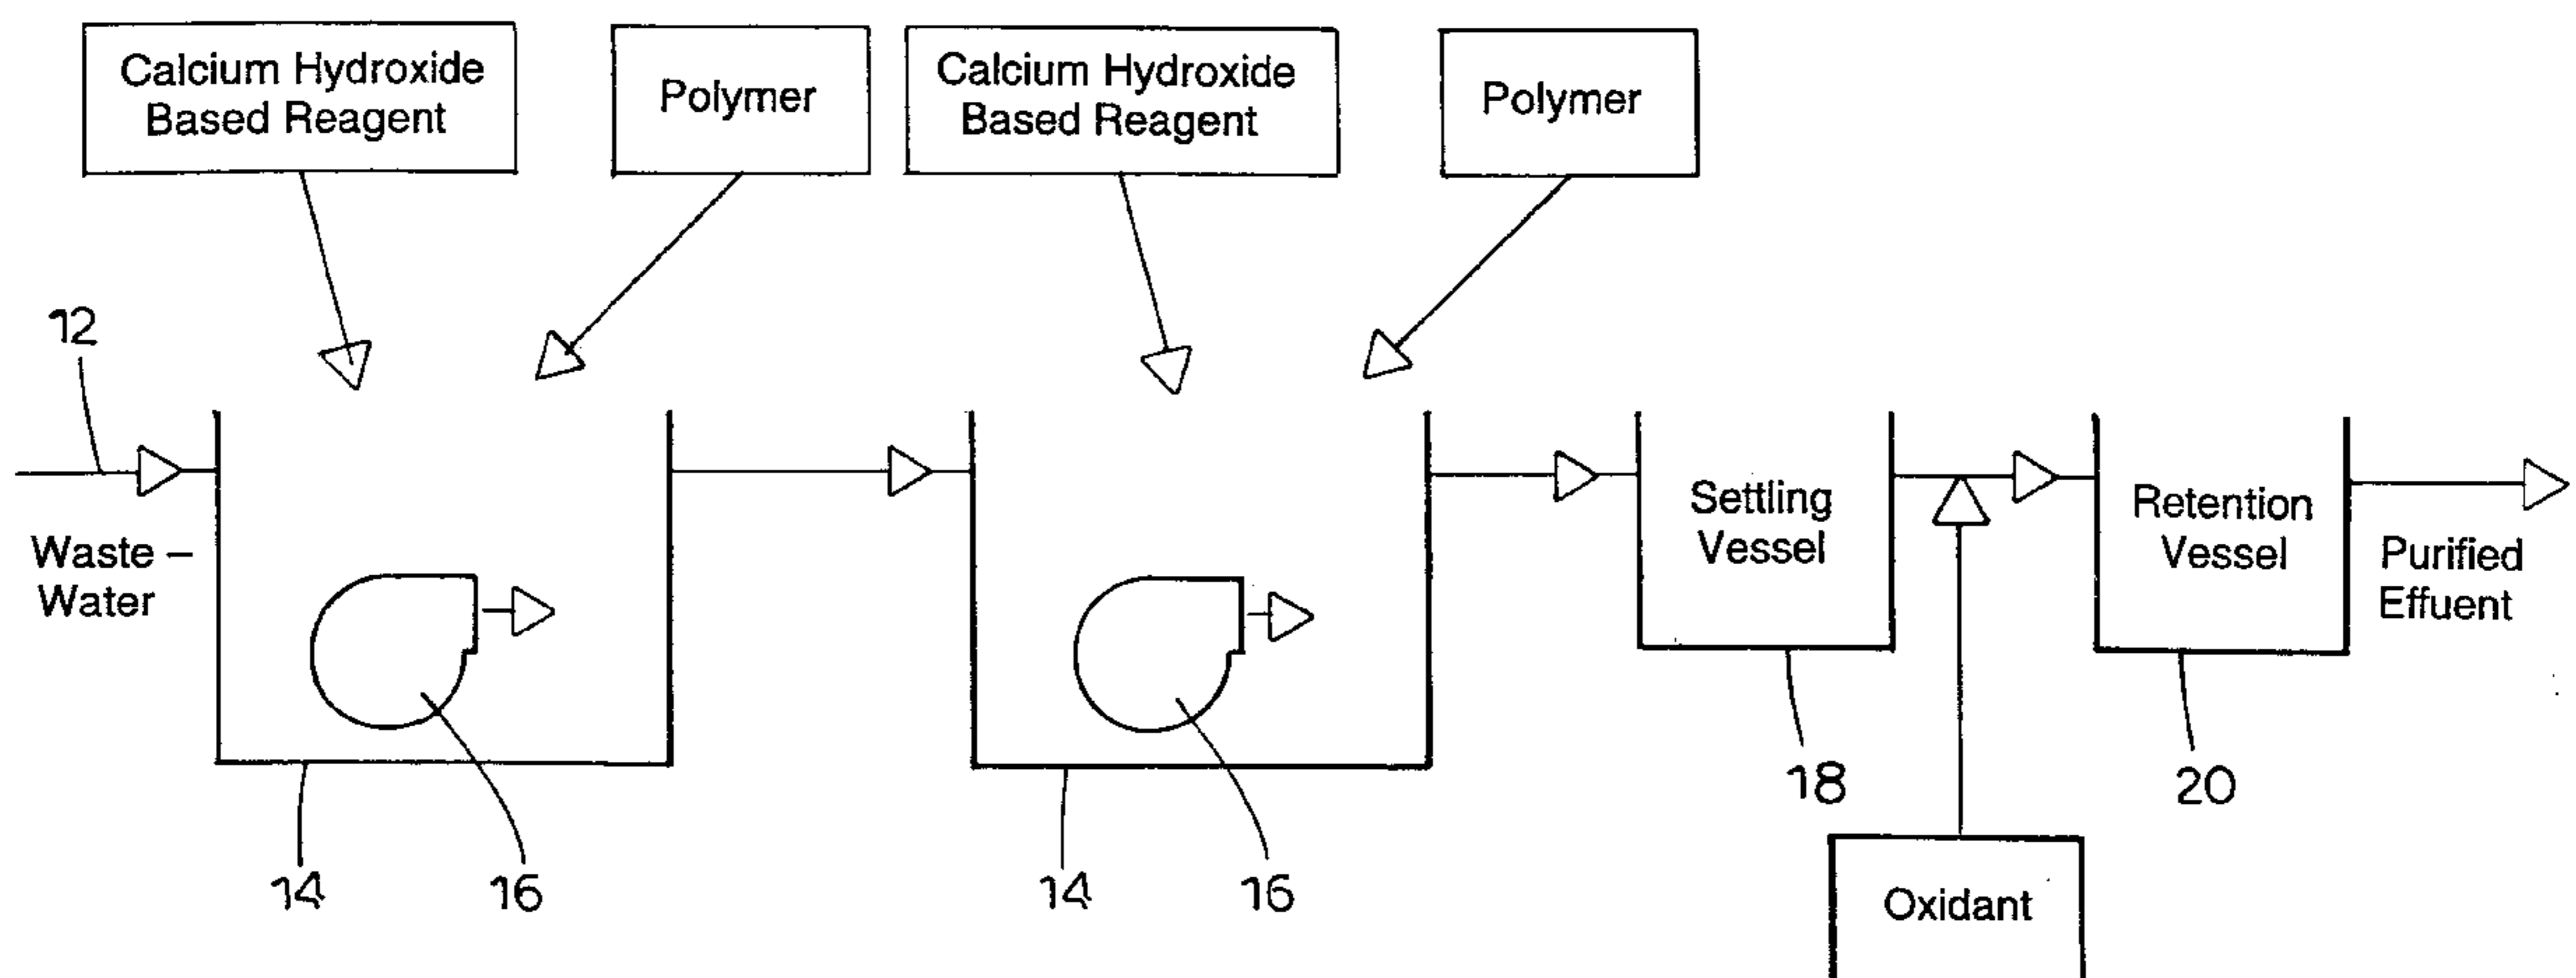 Calcium Hydroxide
Based Reagent
Polymer
Calcium Hydroxide
Based Reagent
Polymer
12
Waste –
Water
Settling
Vessel
Retention
Vessel
Purified
Effuent
14
16
14
16
18
20
Oxidant